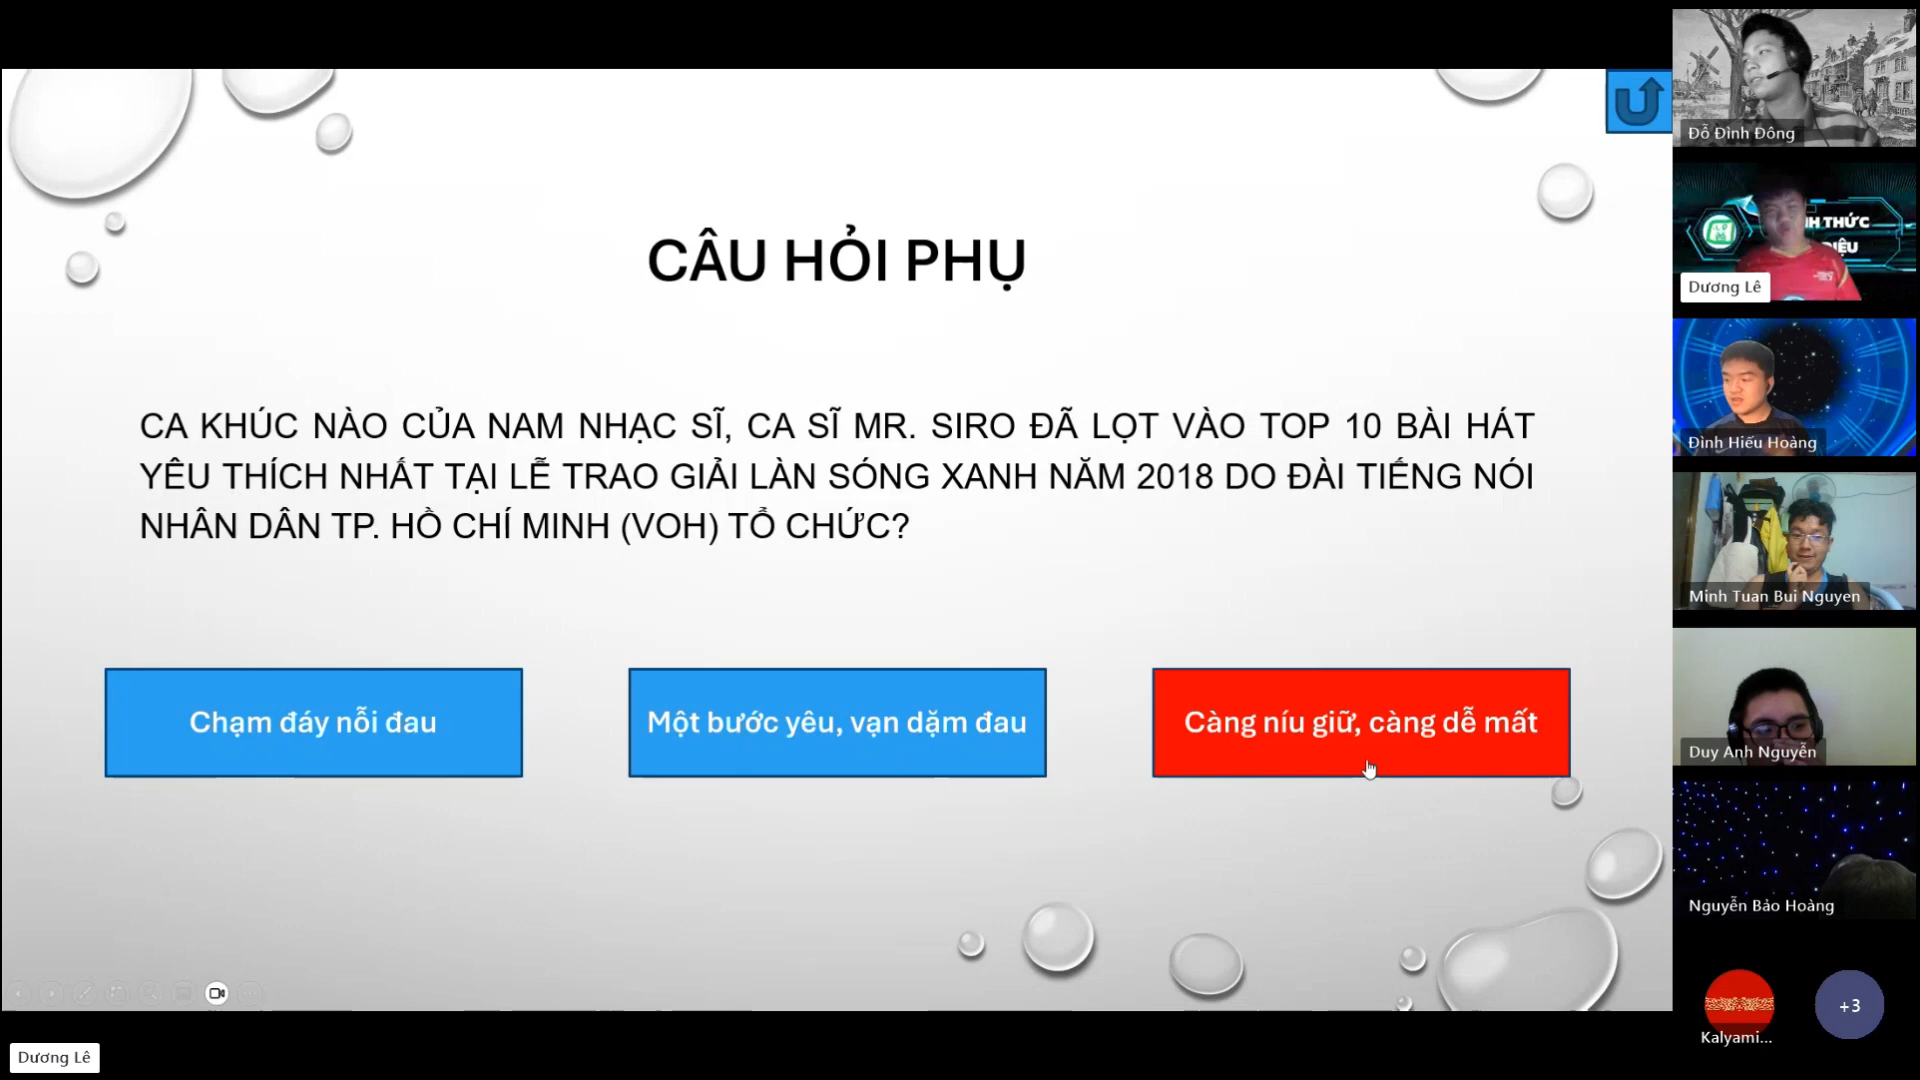 CÂU HỎI PHỤ
CA KHÚC NÀO CỦA NAM NHẠC SĨ, CA SĨ MR. SIRO ĐÃ LỌT VÀO TOP 10 BÀI HÁT
YÊU THÍCH NHẤT TẠI LỄ TRAO GIẢI LÀN SÓNG XANH NĂM 2018 DO ĐÀI TIẾNG NÓI
NHÂN DÂN TP. HỒ CHÍ MINH (VOH) TỔ CHỨC?
Chạm đáy nỗi đau
Một bước yêu, vạn dặm đau
Càng níu giữ, càng dễ mất
Dương Lê
Đỗ Đình Đông
THỨC
Dương Lê
Đình Hiếu Hoàng
Minh Tuan Bui Nguyen
Duy Anh Nguyễn
Nguyễn Bảo Hoàng
Kalyami...
+3